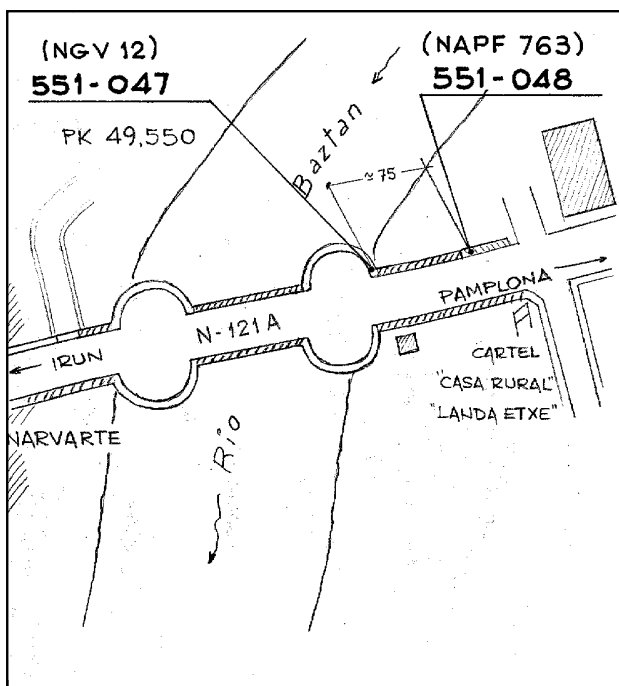 (NGV 12)
551-047
(NAPF 763)
551-048
PK 49,550
Baztan
≈75
PAMPLONA
N-121A
IRUN
CARTEL
"CASA RURAL"
"LANDA ETXE"
NARVARTE
Rio